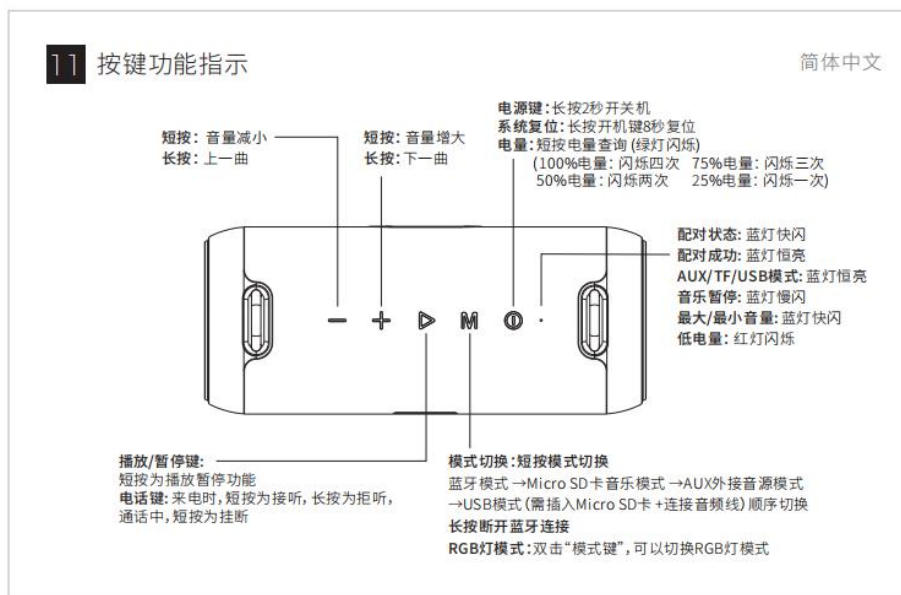 11 按键功能指示
简体中文
短按：音量减小
长按：上一曲
短按：音量增大
长按：下一曲
电源键：长按2秒开关机
系统复位：长按开机键8秒复位
电量：短按电量查询 (绿灯闪烁)
(100%电量：闪烁四次 75%电量：闪烁三次
50%电量：闪烁两次 25%电量：闪烁一次)
配对状态: 蓝灯快闪
配对成功: 蓝灯恒亮
AUX/TF/USB模式: 蓝灯恒亮
音乐暂停: 蓝灯慢闪
最大/最小音量: 蓝灯快闪
低电量：红灯闪烁
M
播放/暂停键:
短按为播放暂停功能
电话键: 来电时，短按为接听，长按为拒听，
通话中，短按为挂断
模式切换：短按模式切换
蓝牙模式→Micro SD卡音乐模式→AUX外接音源模式
→USB模式 (需插入Micro SD卡+连接音频线) 顺序切换
长按断开蓝牙连接
RGB灯模式：双击“模式键”，可以切换RGB灯模式